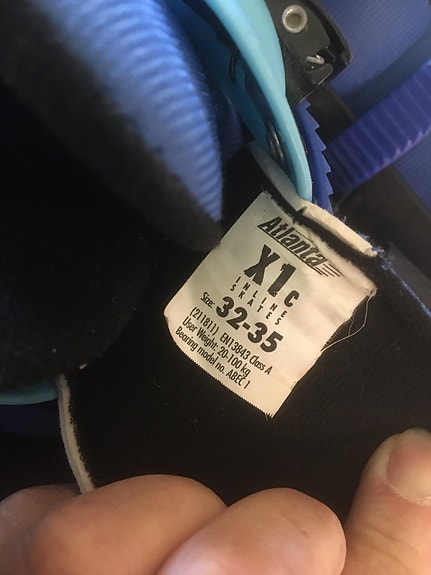 Atlanta
X1C
INLINE
SKATES
Size: 32-35
(211811) EN13843 Class A
User Weight: 20-100 kg
Bearing model no. ABEC 1